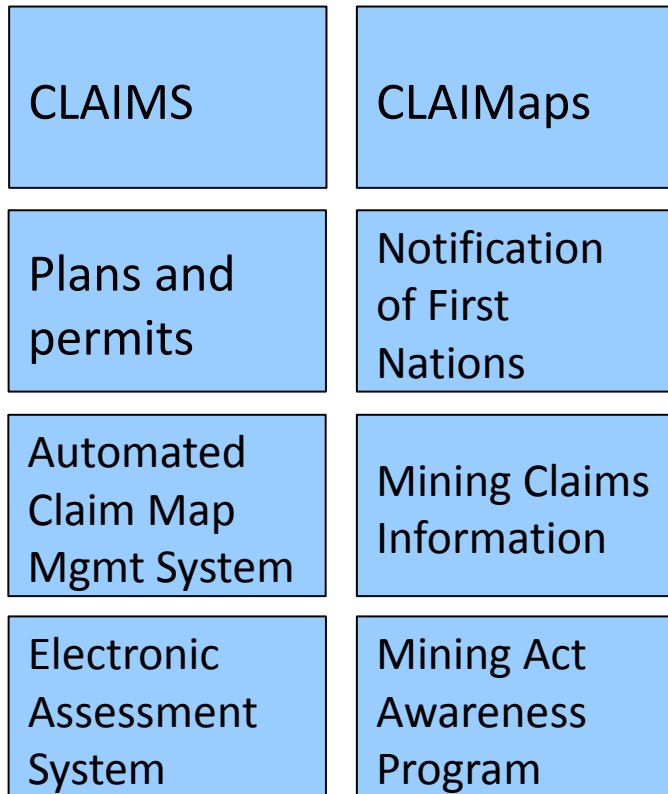 CLAIMS
CLAIMaps
Plans and
permits
Notification
of First
Nations
Automated
Claim Map
Mgmt System
Mining Claims
Information
Electronic
Assessment
System
Mining Act
Awareness
Program